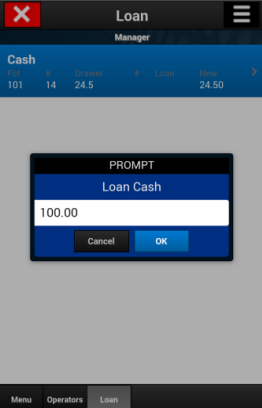 Loan
Manager
Cash
Fct # Drawer # Loan New
101 14 24.5 24.50
PROMPT
Loan Cash
100.00
Cancel OK
Menu Operators Loan